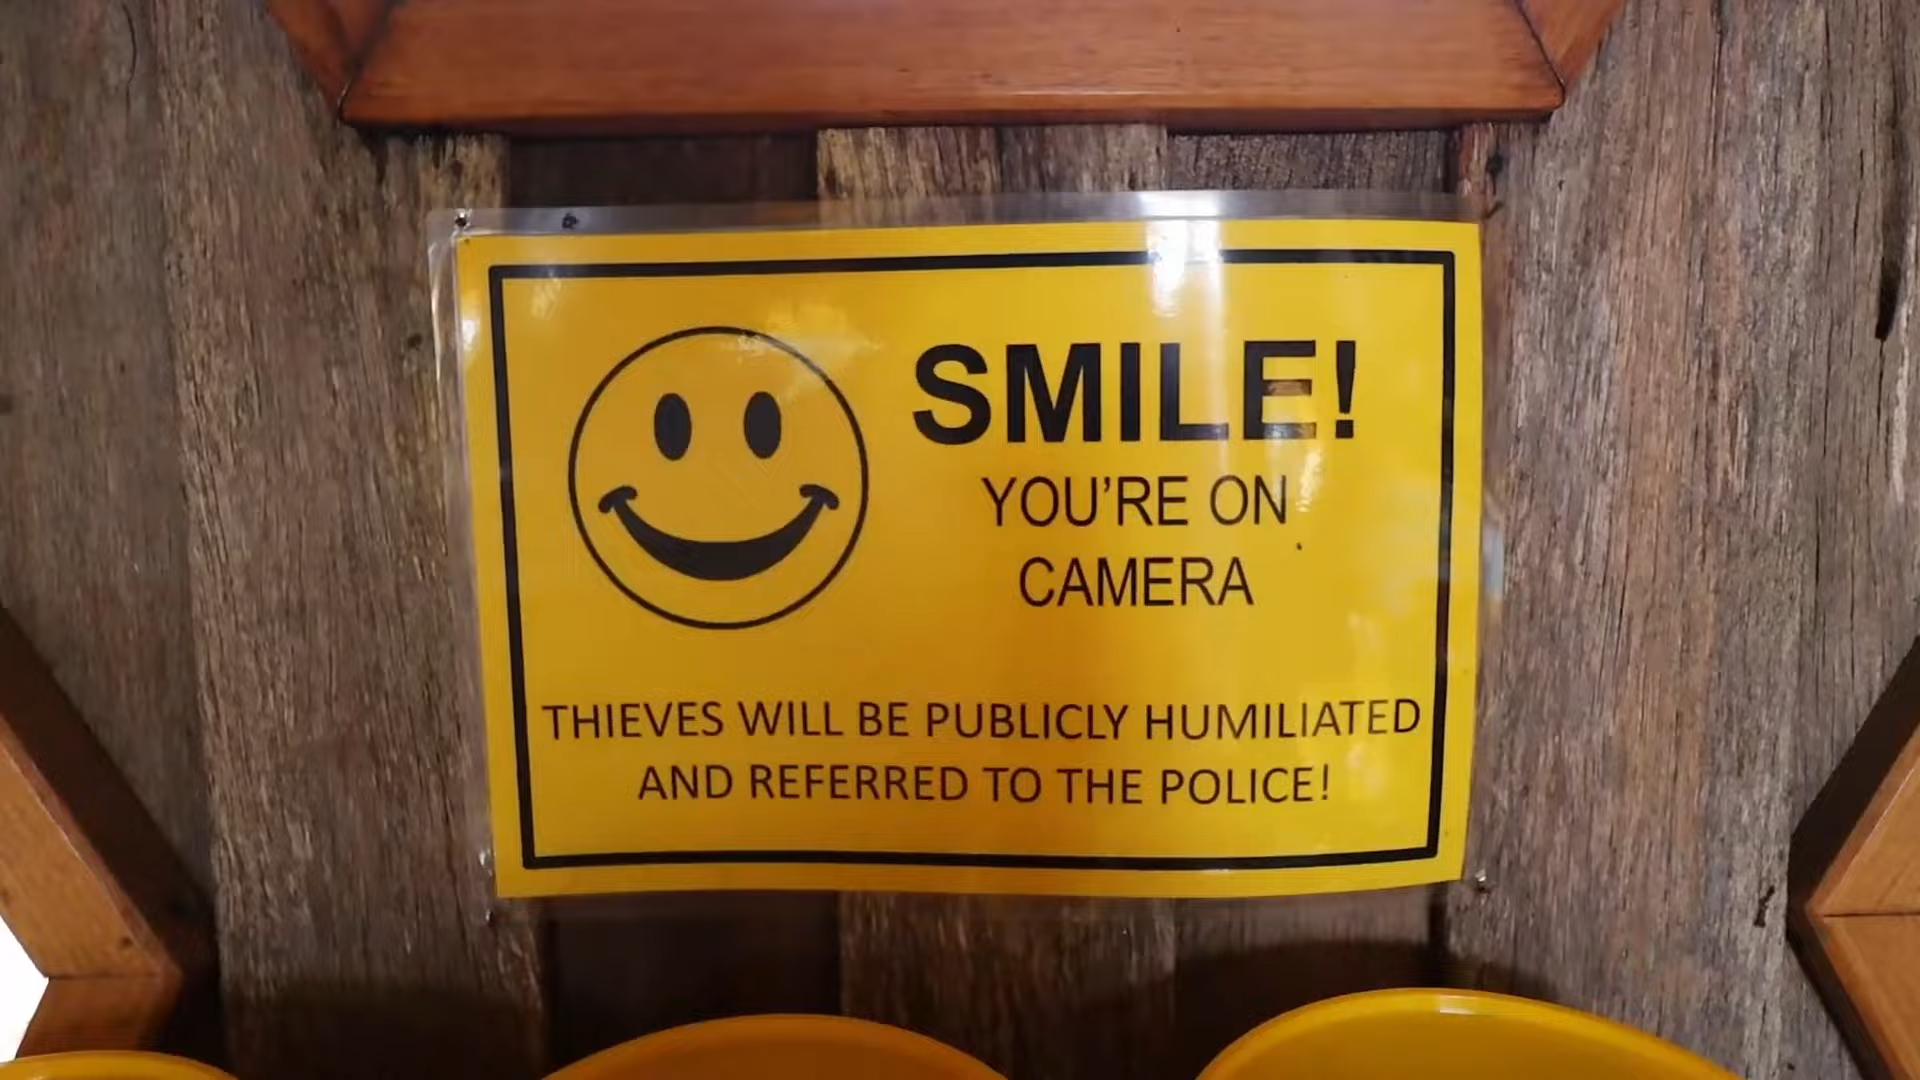 SMILE!
YOU'RE ON
CAMERA
THIEVES WILL BE PUBLICLY HUMILIATED
AND REFERRED TO THE POLICE!